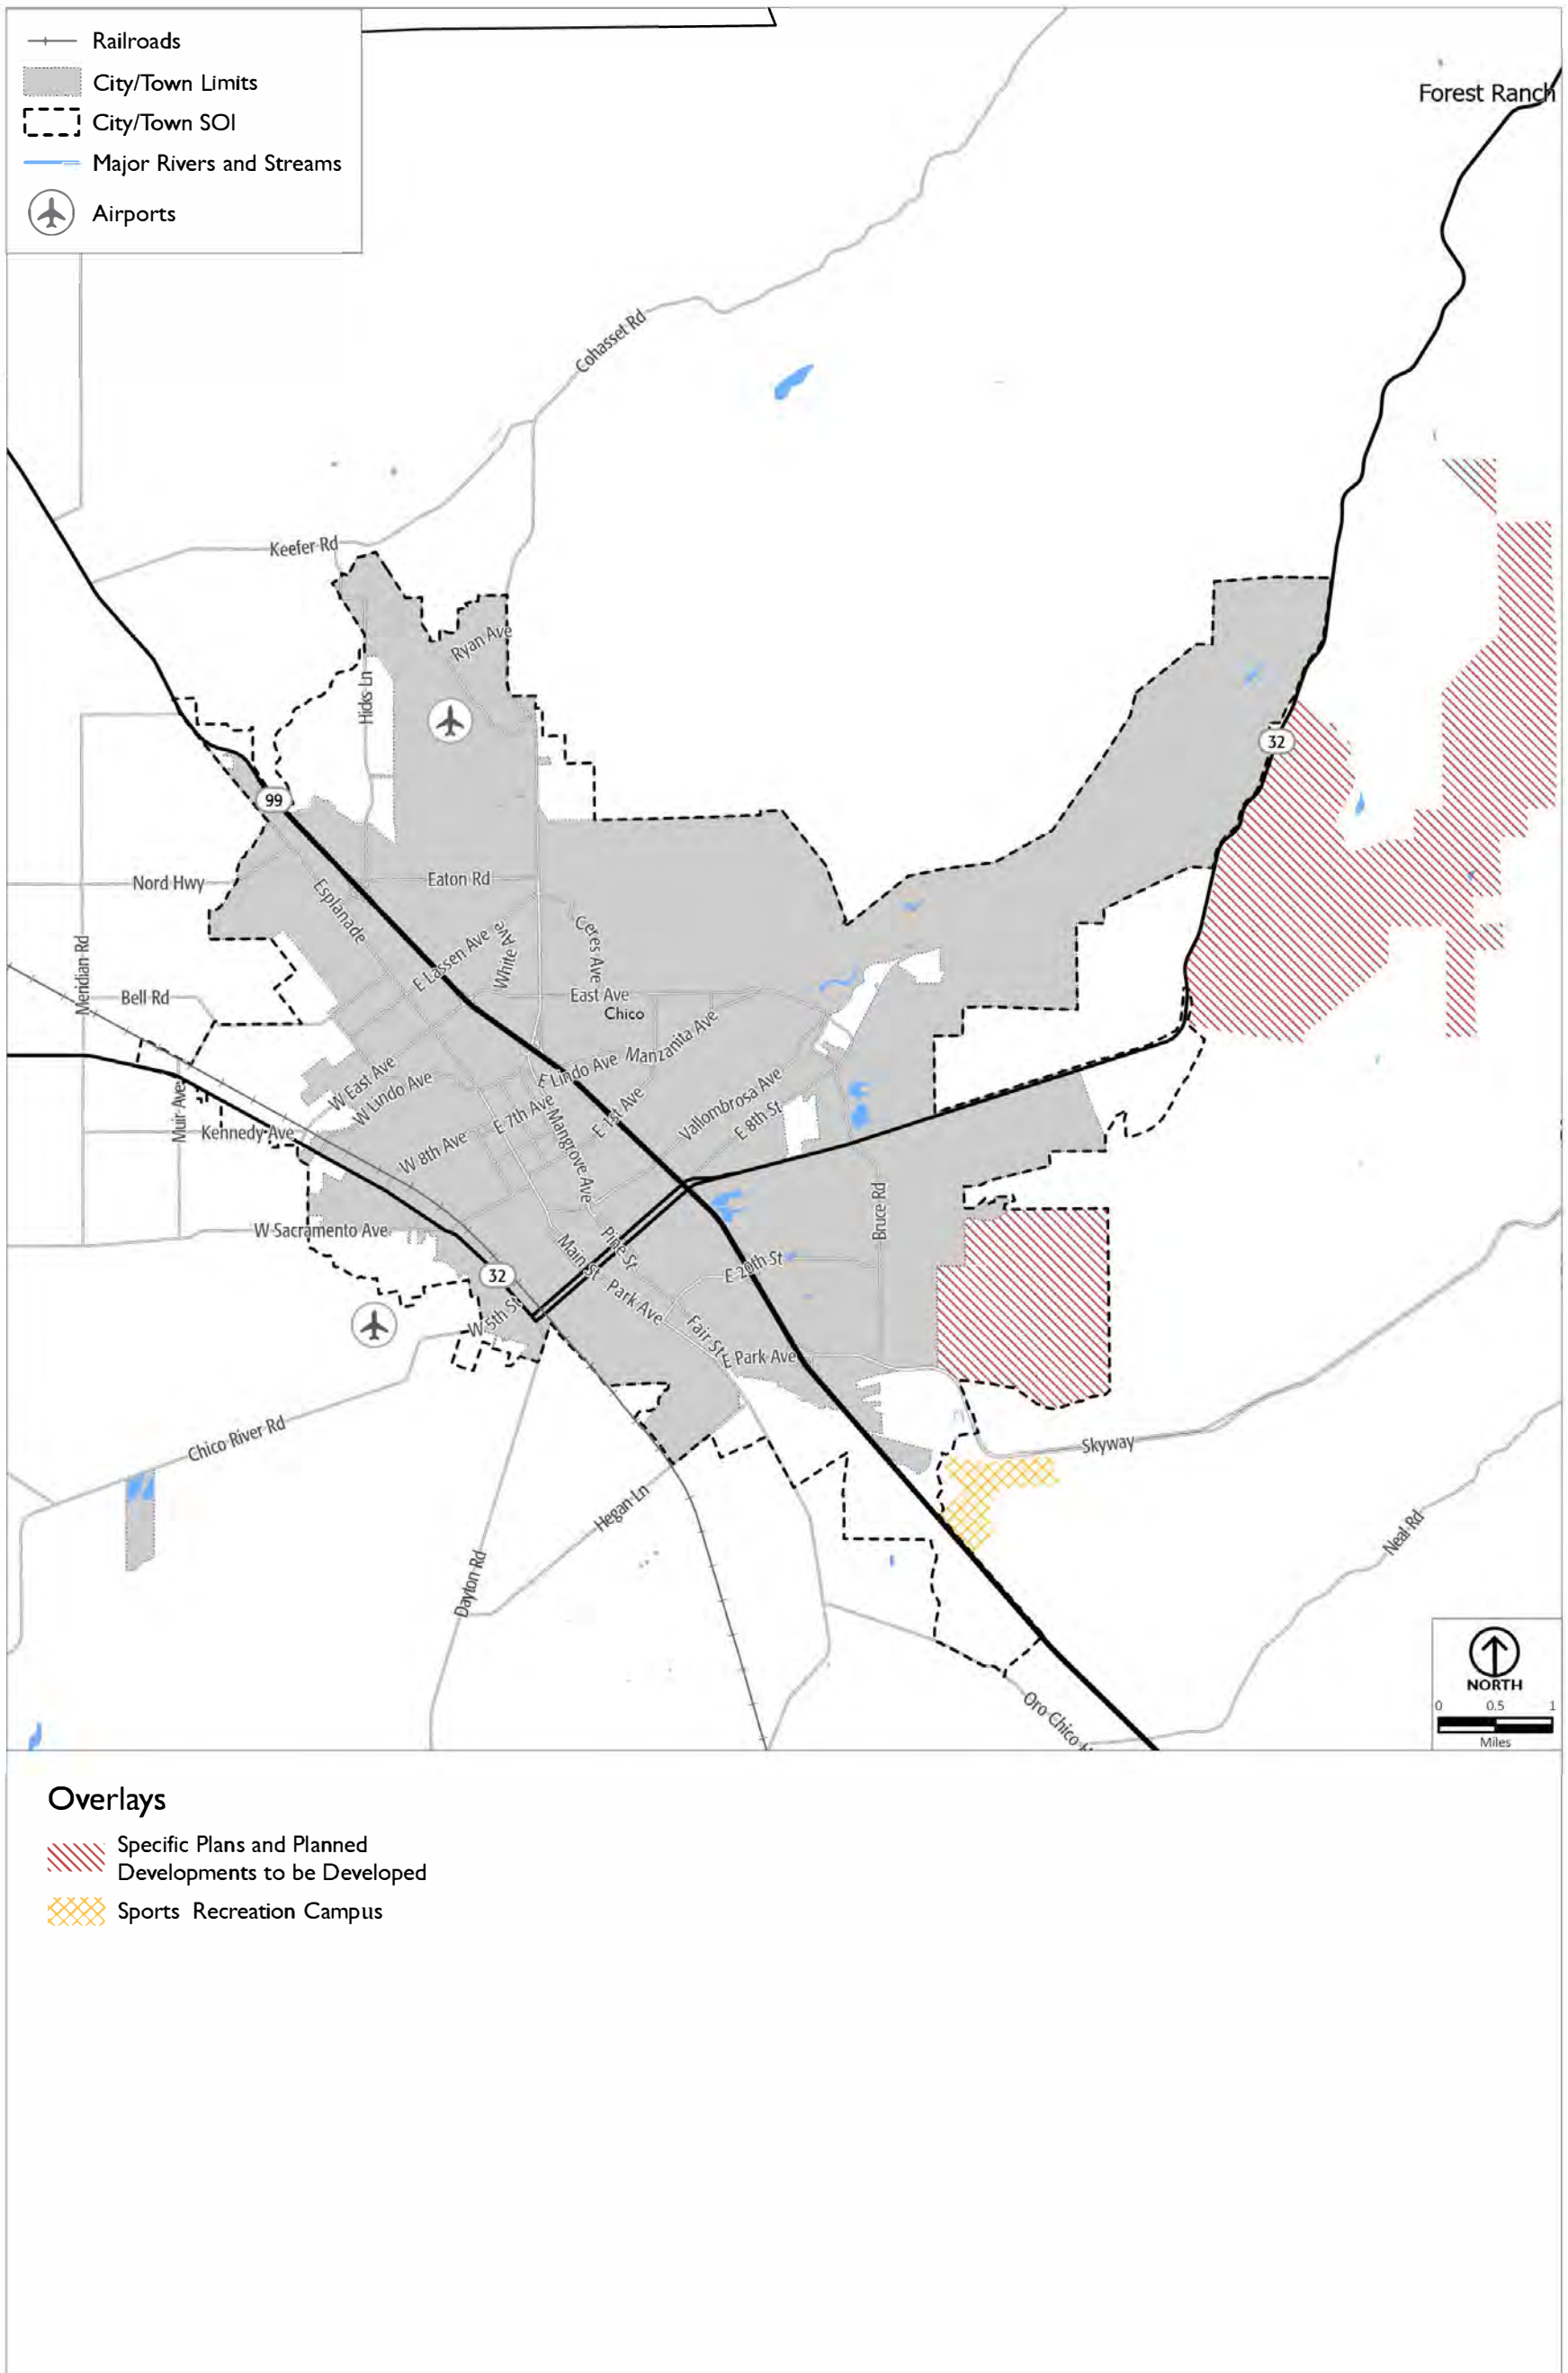 Railroads
City/Town Limits
City/Town SOI
Major Rivers and Streams
Airports
Forest Ranch
Cohasset Rd
Keefer Rd
Ryan Ave
Hicks Ln
32
99
Nord Hwy
Esplanade
Eaton Rd
Ceres Ave
White Ave
E Lassen Ave
Meridian Rd
Bell Rd
East Ave
Chico
Manzanita Ave
E Lindo Ave
W East Ave
W Lindo Ave
Muir Ave
Kennedy Ave
E 7th Ave
E 1st Ave
Vallombrosa Ave
E 8th St
W 8th Ave
Mangrove Ave
Bruce Rd
W Sacramento Ave
Pine St
Main St
E 20th St
32
Park Ave
W 5th St
Fair St
E Park Ave
Chico River Rd
Skyway
Hegan Ln
Neal Rd
Dayton Rd
Oro Chico H
NORTH
0 0.5 1
Miles
Overlays
Specific Plans and Planned
Developments to be Developed
Sports Recreation Campus